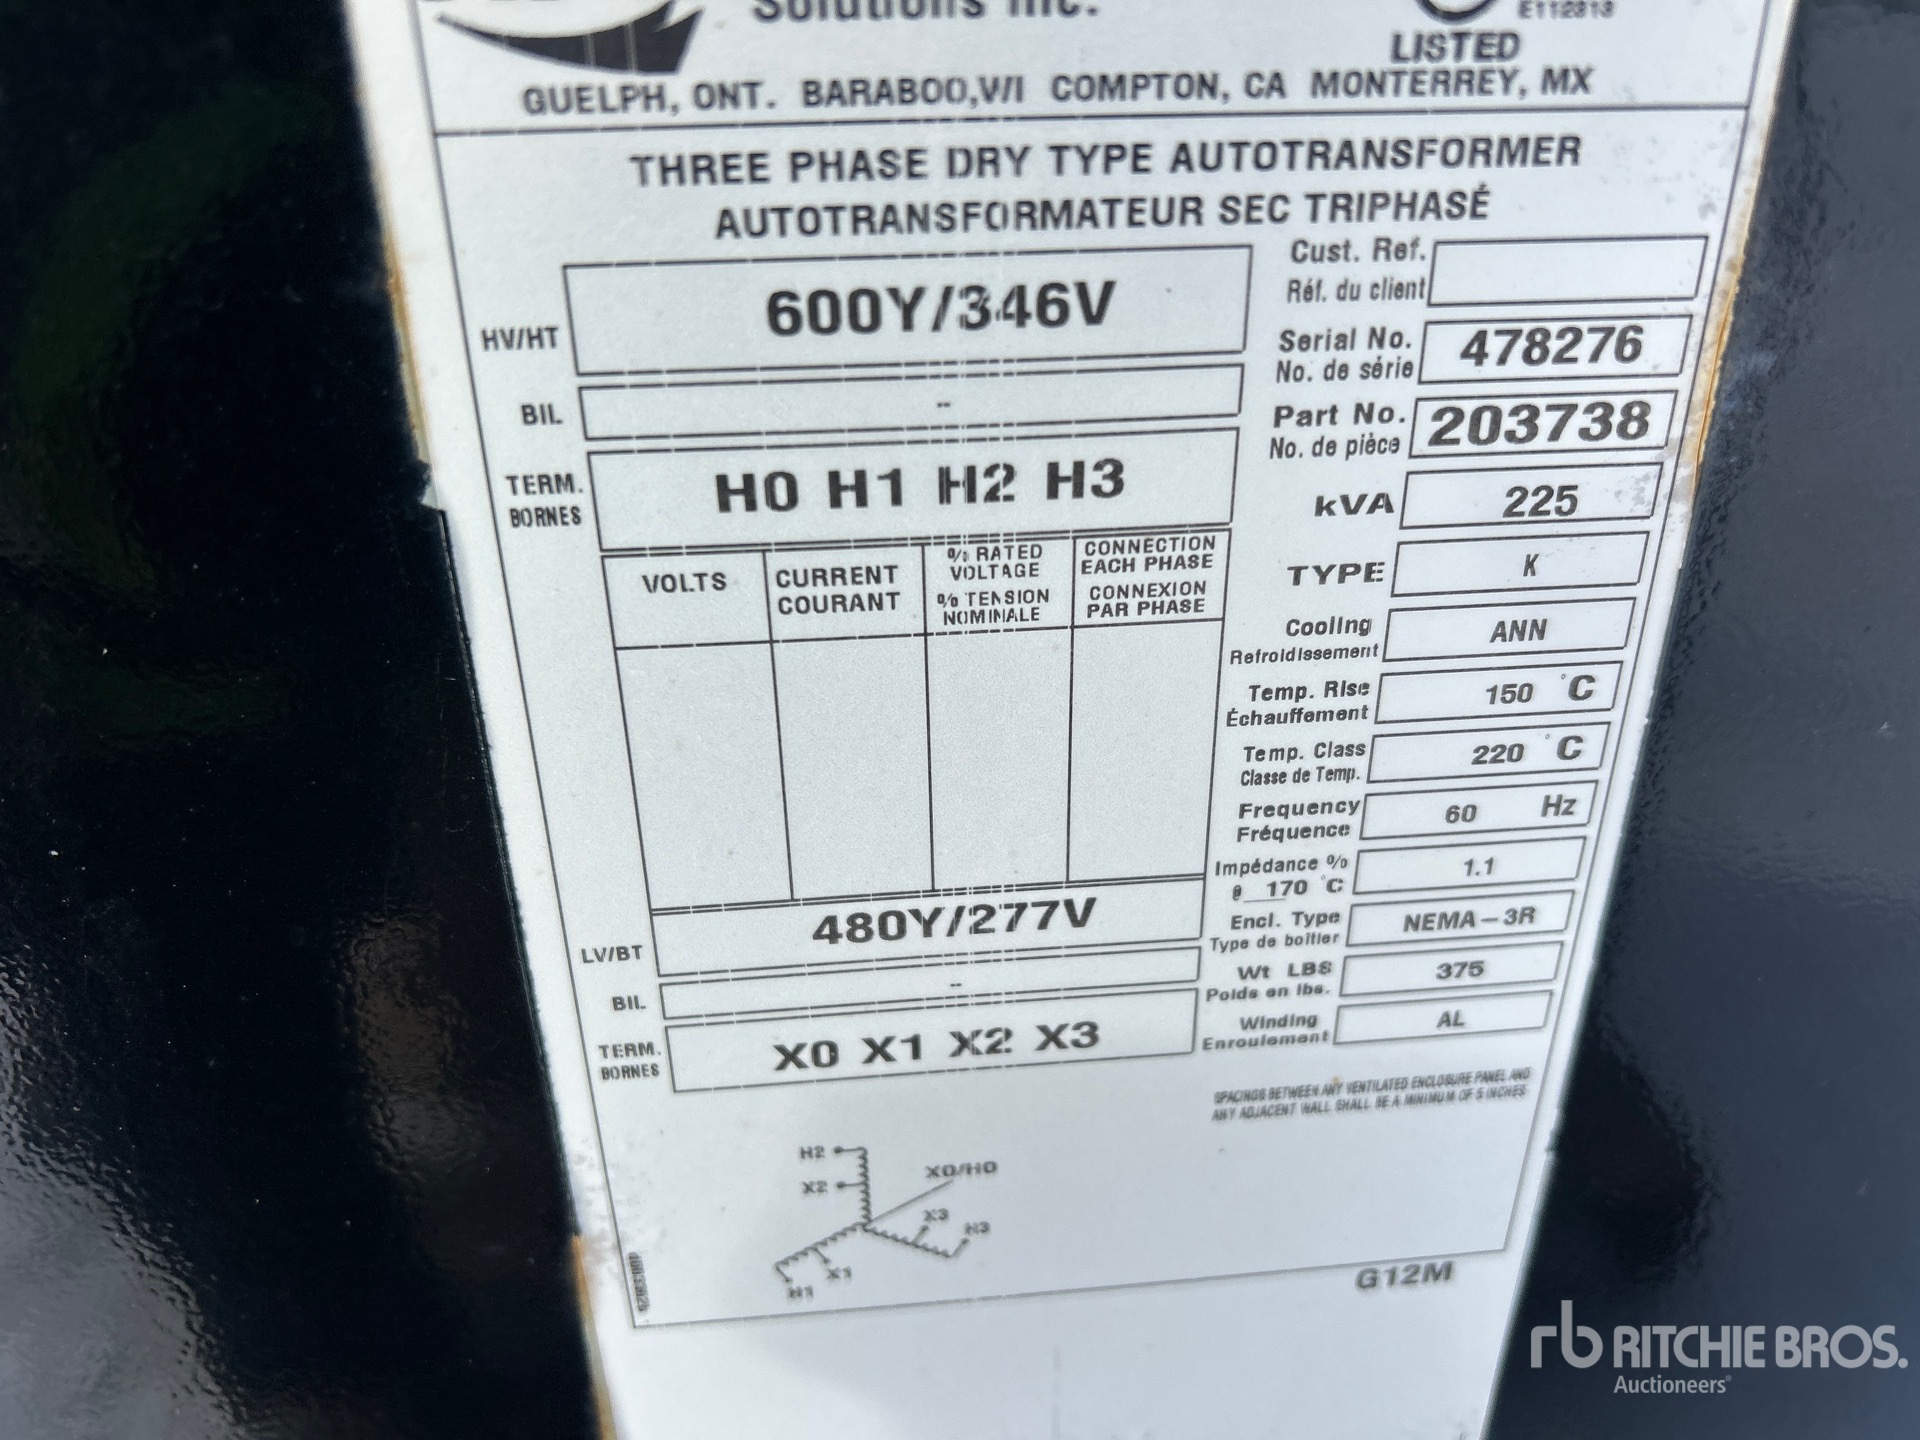 Solutions Inc.
E112313
LISTED
GUELPH, ONT. BARABOO,WI COMPTON, CA MONTERREY, MX
THREE PHASE DRY TYPE AUTOTRANSFORMER
AUTOTRANSFORMATEUR SEC TRIPHASÉ
HV/HT 600Y/346V
BIL --
TERM.
BORNES
H0 H1 H2 H3
VOLTS
CURRENT
COURANT
% RATED
VOLTAGE
% TENSION
NOMINALE
CONNECTION
EACH PHASE
CONNEXION
PAR PHASE
LV/BT 480Y/277V
BIL --
TERM.
BORNES
X0 X1 X2 X3
Cust. Ref.
Réf. du client
Serial No.
No. de série
478276
Part No.
No. de pièce
203738
kVA 225
TYPE K
Cooling
Refroidissement
ANN
Temp. Rise
Échauffement
150 °C
Temp. Class
Classe de Temp.
220 °C
Frequency
Fréquence
60 Hz
Impédance %
@ 170 °C
1.1
Encl. Type
Type de boîtier
NEMA-3R
Wt LBS
Poids en lbs.
375
Winding
Enroulement
AL
SPACINGS BETWEEN ANY VENTILATED ENCLOSURE PANEL AND
ANY ADJACENT WALL SHALL BE A MINIMUM OF 5 INCHES
H2
X2
X0/H0
X3
H3
X1
H1
G12M
rb RITCHIE BROS.
Auctioneers